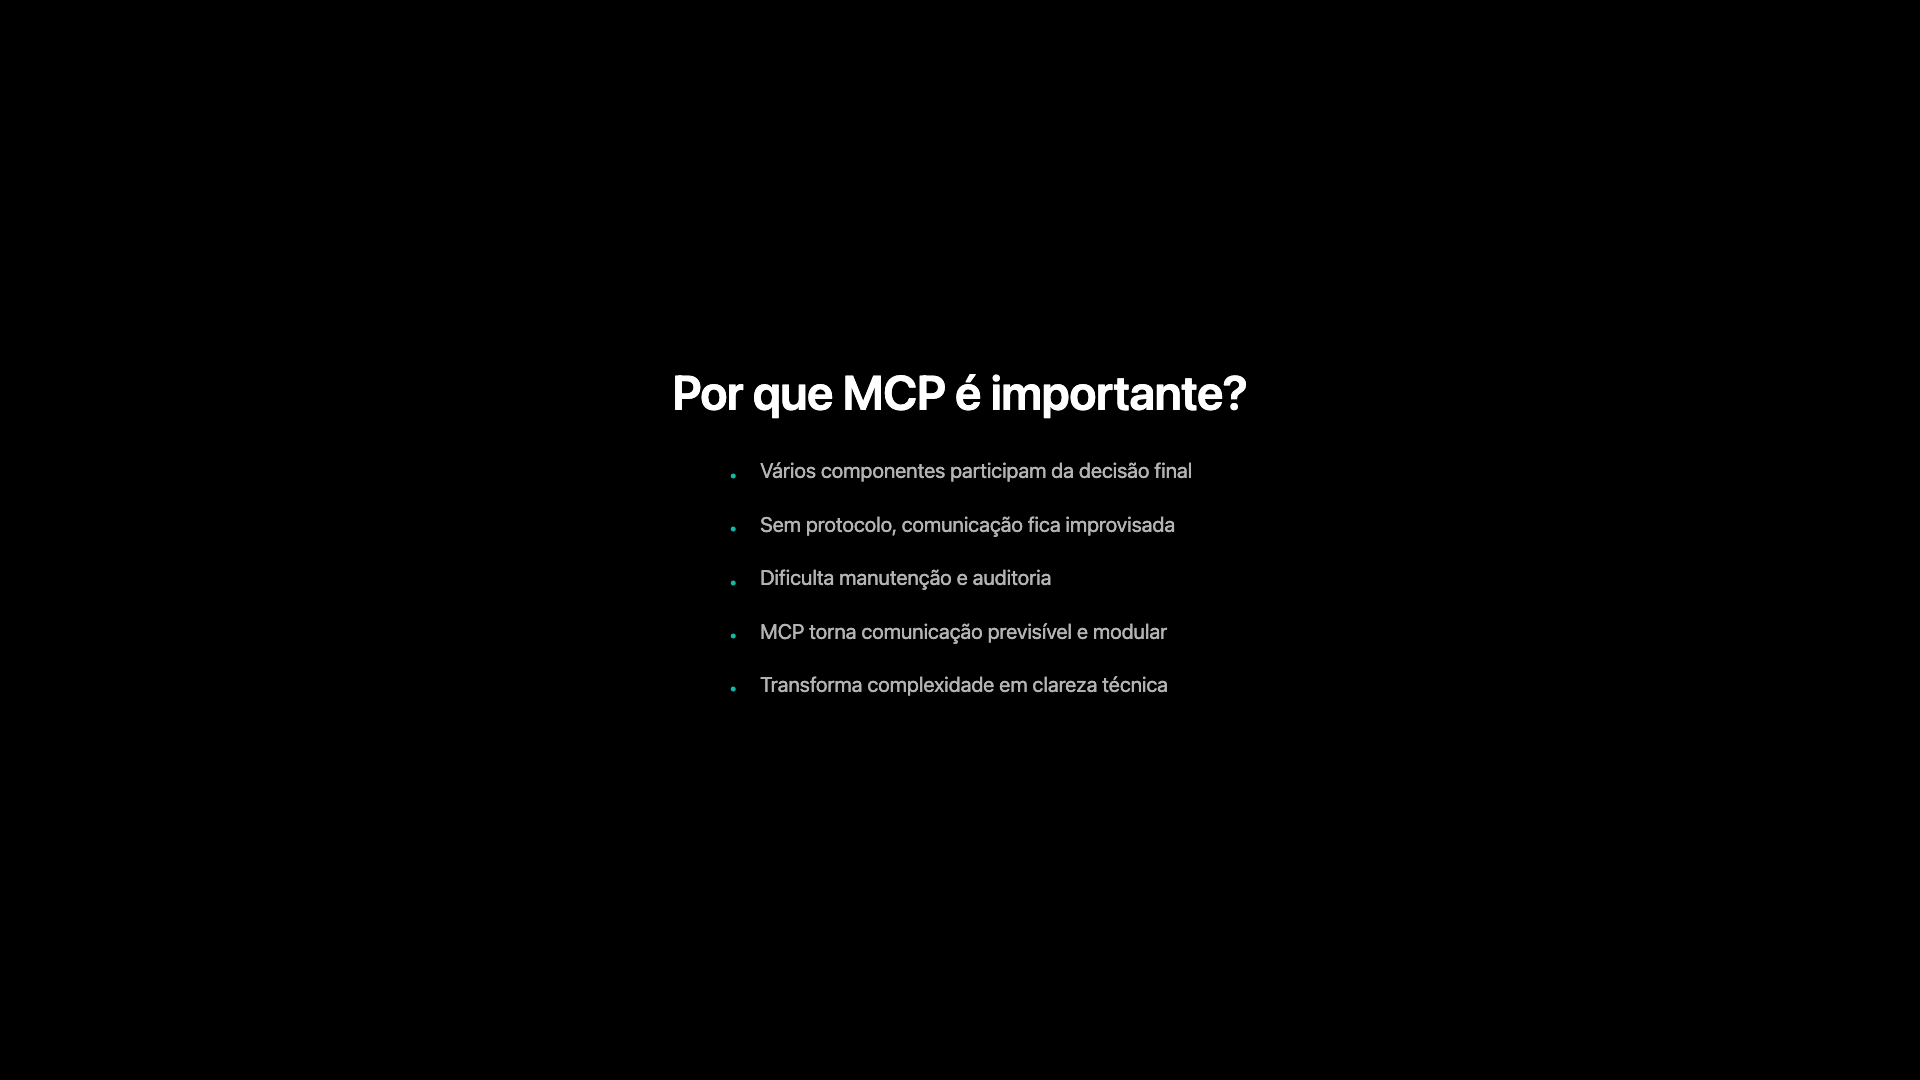 Por que MCP é importante?
• Vários componentes participam da decisão final
• Sem protocolo, comunicação fica improvisada
• Dificulta manutenção e auditoria
• MCP torna comunicação previsível e modular
• Transforma complexidade em clareza técnica